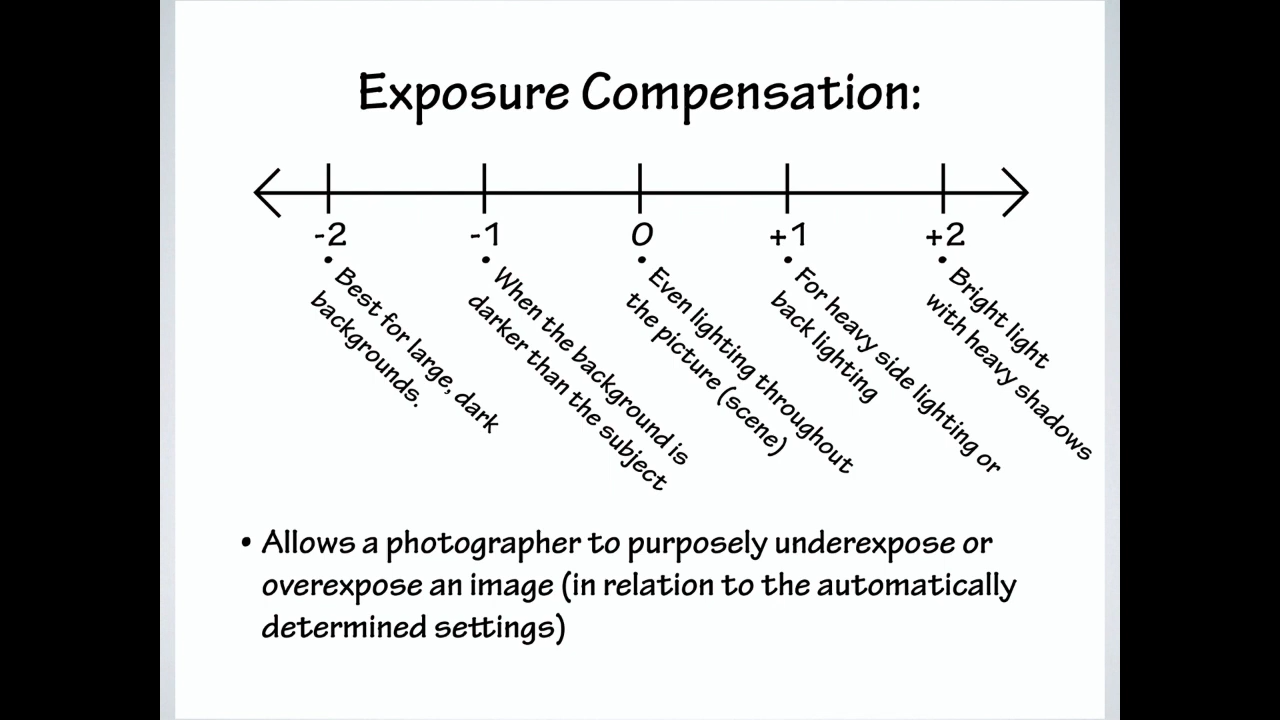 Exposure Compensation:
-2
-1
0
+1
+2
• Best for large, dark
backgrounds.
• When the background is
darker than the subject
• Even lighting throughout
the picture (scene)
• For heavy side lighting or
back lighting
• Bright light
with heavy shadows
• Allows a photographer to purposely underexpose or
overexpose an image (in relation to the automatically
determined settings)